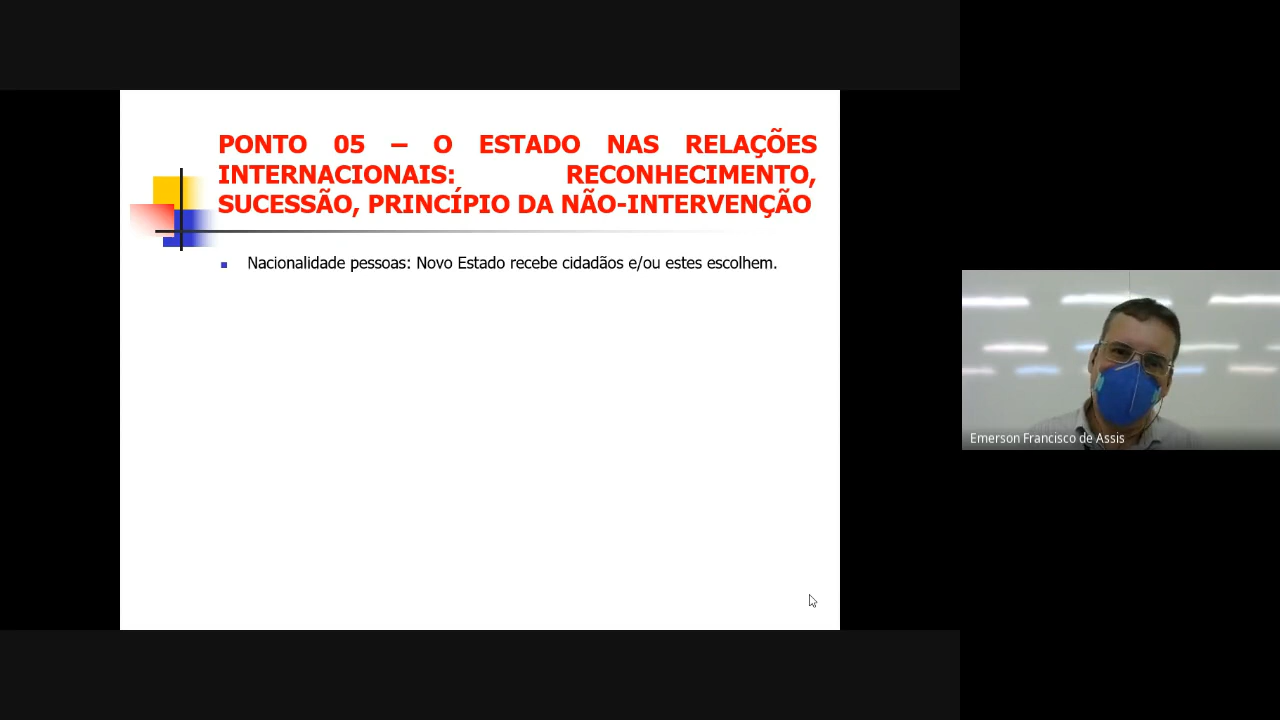 PONTO 05 – O ESTADO NAS RELAÇÕES
INTERNACIONAIS: RECONHECIMENTO,
SUCESSÃO, PRINCÍPIO DA NÃO-INTERVENÇÃO
Nacionalidade pessoas: Novo Estado recebe cidadãos e/ou estes escolhem.
Emerson Francisco de Assis